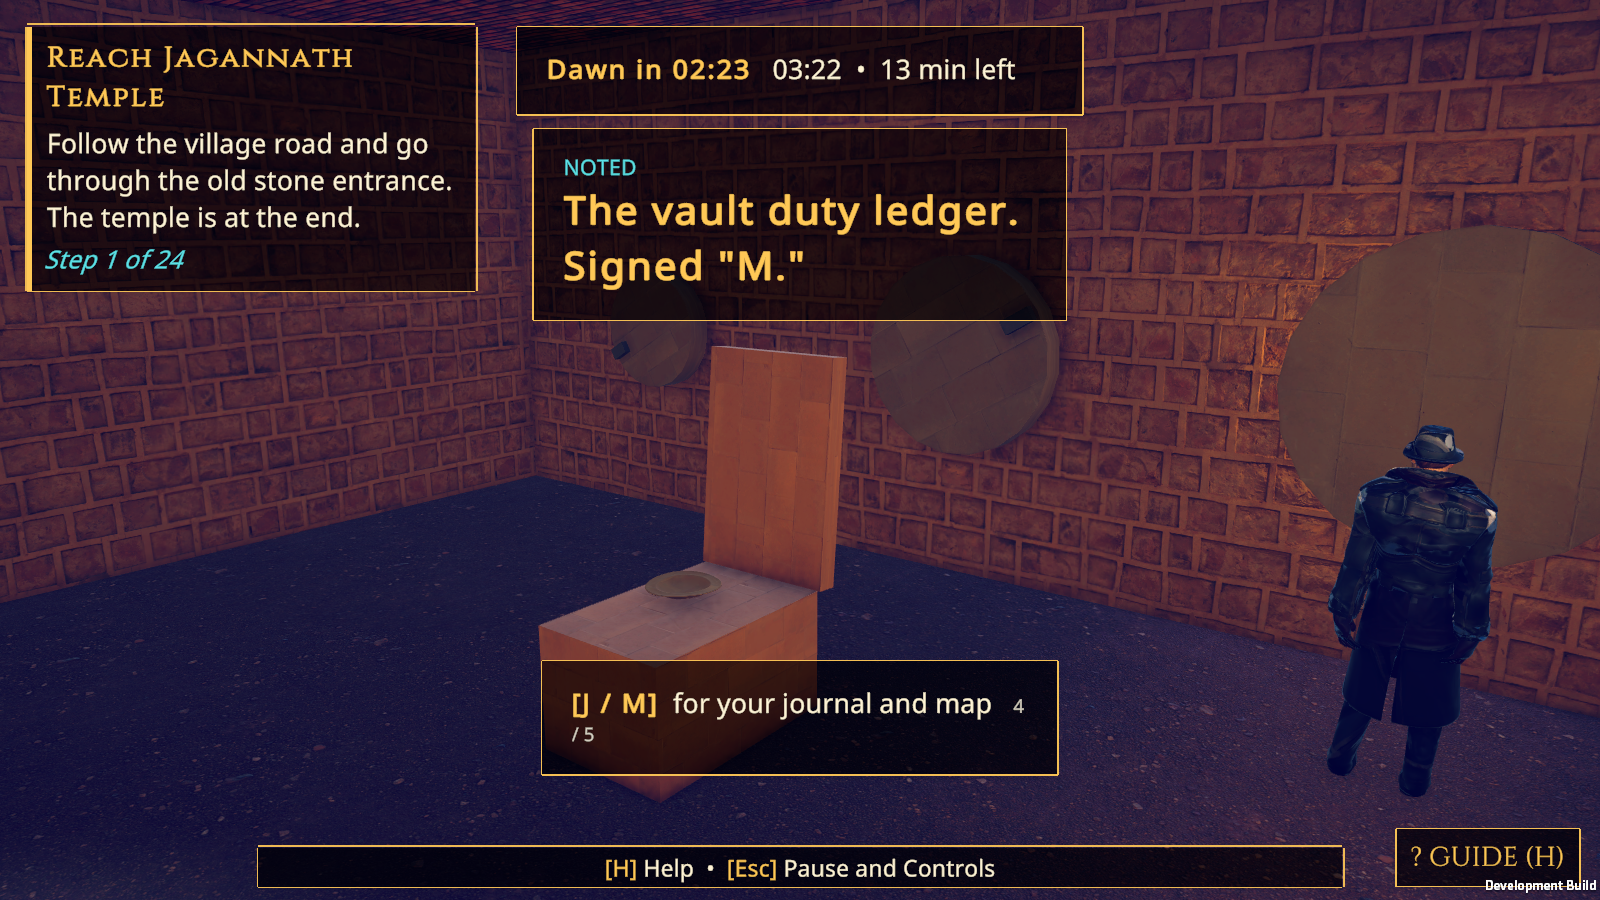 REACH JAGANNATH
TEMPLE
Follow the village road and go
through the old stone entrance.
The temple is at the end.
Step 1 of 24
Dawn in 02:23 03:22 • 13 min left
NOTED
The vault duty ledger.
Signed "M."
[J / M] for your journal and map 4
/ 5
[H] Help • [Esc] Pause and Controls
? GUIDE (H)
Development Build